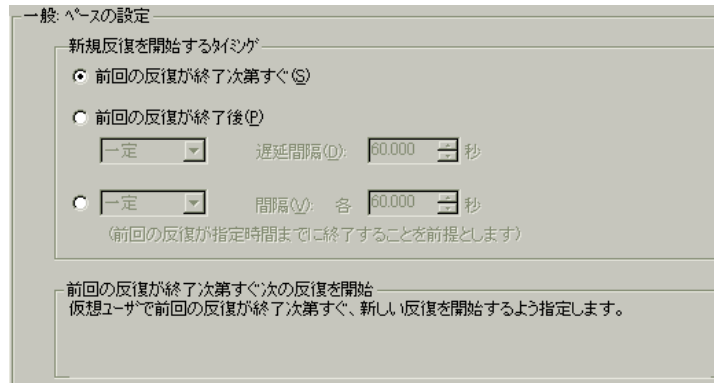 一般: ペースの設定
新規反復を開始するタイミング
前回の反復が終了次第すぐ(S)
前回の反復が終了後(P)
一定 遅延間隔(D): 60.000 秒
一定 間隔(V): 各 60.000 秒
(前回の反復が指定時間までに終了することを前提とします)
前回の反復が終了次第すぐ次の反復を開始
仮想ユーザで前回の反復が終了次第すぐ、新しい反復を開始するよう指定します。